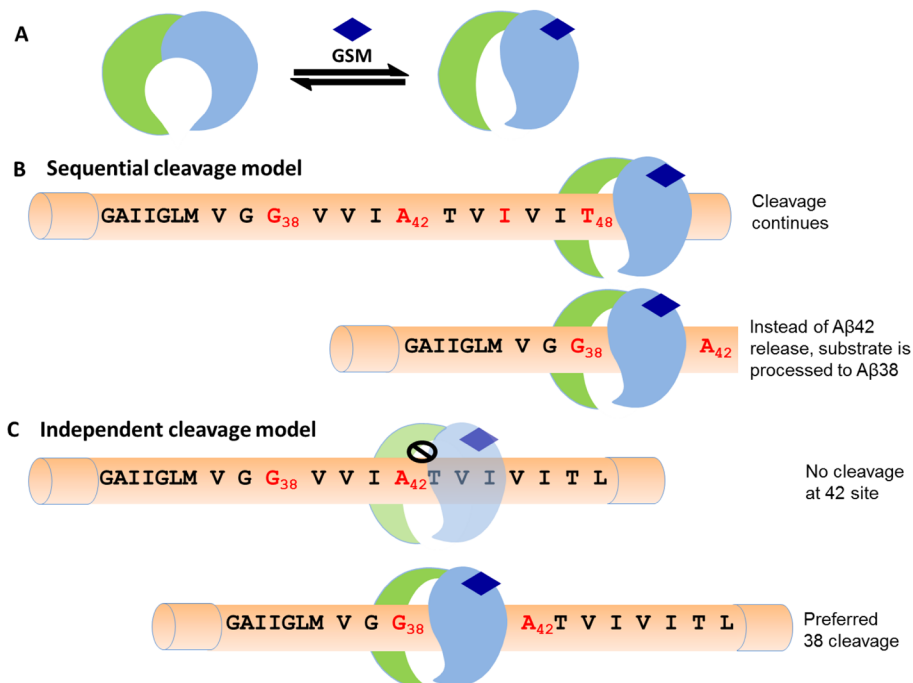 A
GSM
B Sequential cleavage model
GAIIGLM V G G38 V V I A42 T V I V I T48
Cleavage
continues
GAIIGLM V G G38 A42
Instead of Aβ42
release, substrate is
processed to Aβ38
C Independent cleavage model
GAIIGLM V G G38 V V I A42 T V I V I T L
No cleavage
at 42 site
GAIIGLM V G G38 A42 T V I V I T L
Preferred
38 cleavage